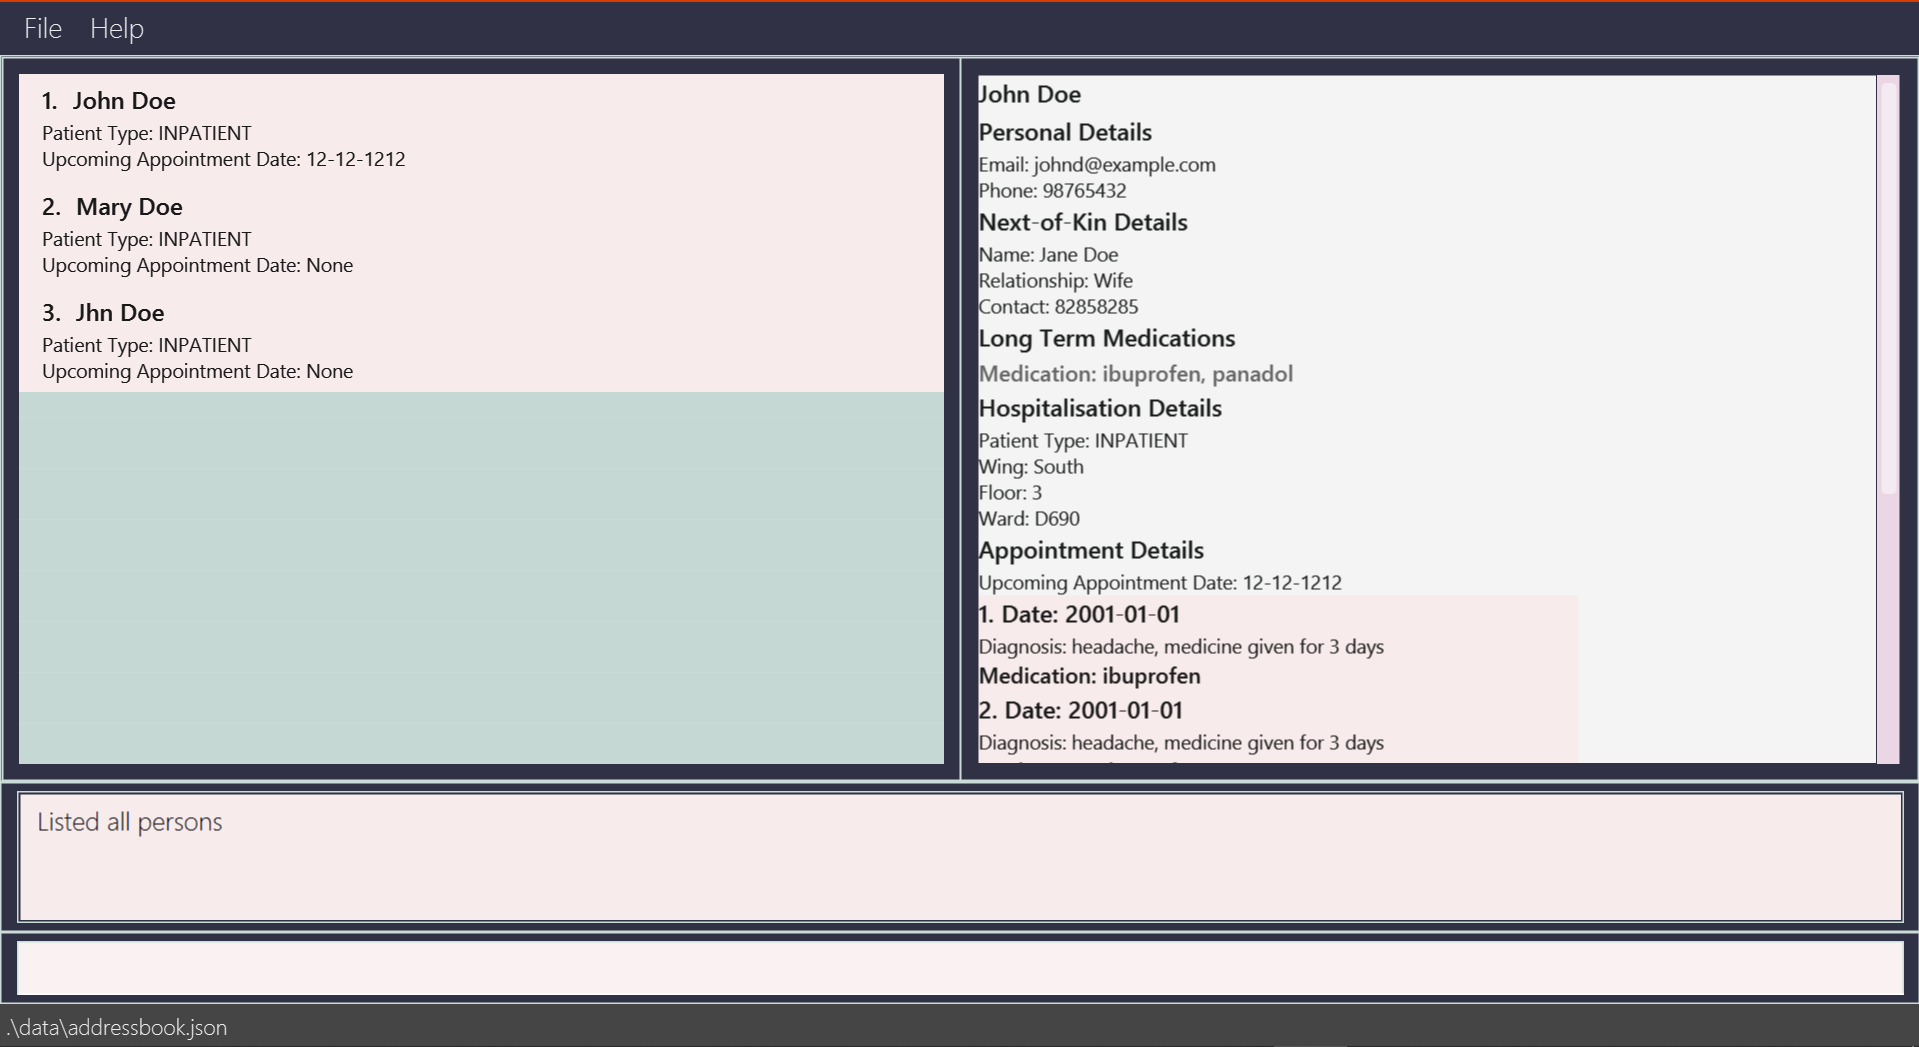 File Help
1. John Doe
Patient Type: INPATIENT
Upcoming Appointment Date: 12-12-1212
2. Mary Doe
Patient Type: INPATIENT
Upcoming Appointment Date: None
3. Jhn Doe
Patient Type: INPATIENT
Upcoming Appointment Date: None
John Doe
Personal Details
Email: johnd@example.com
Phone: 98765432
Next-of-Kin Details
Name: Jane Doe
Relationship: Wife
Contact: 82858285
Long Term Medications
Medication: ibuprofen, panadol
Hospitalisation Details
Patient Type: INPATIENT
Wing: South
Floor: 3
Ward: D690
Appointment Details
Upcoming Appointment Date: 12-12-1212
1. Date: 2001-01-01
Diagnosis: headache, medicine given for 3 days
Medication: ibuprofen
2. Date: 2001-01-01
Diagnosis: headache, medicine given for 3 days
Listed all persons
.\data\addressbook.json